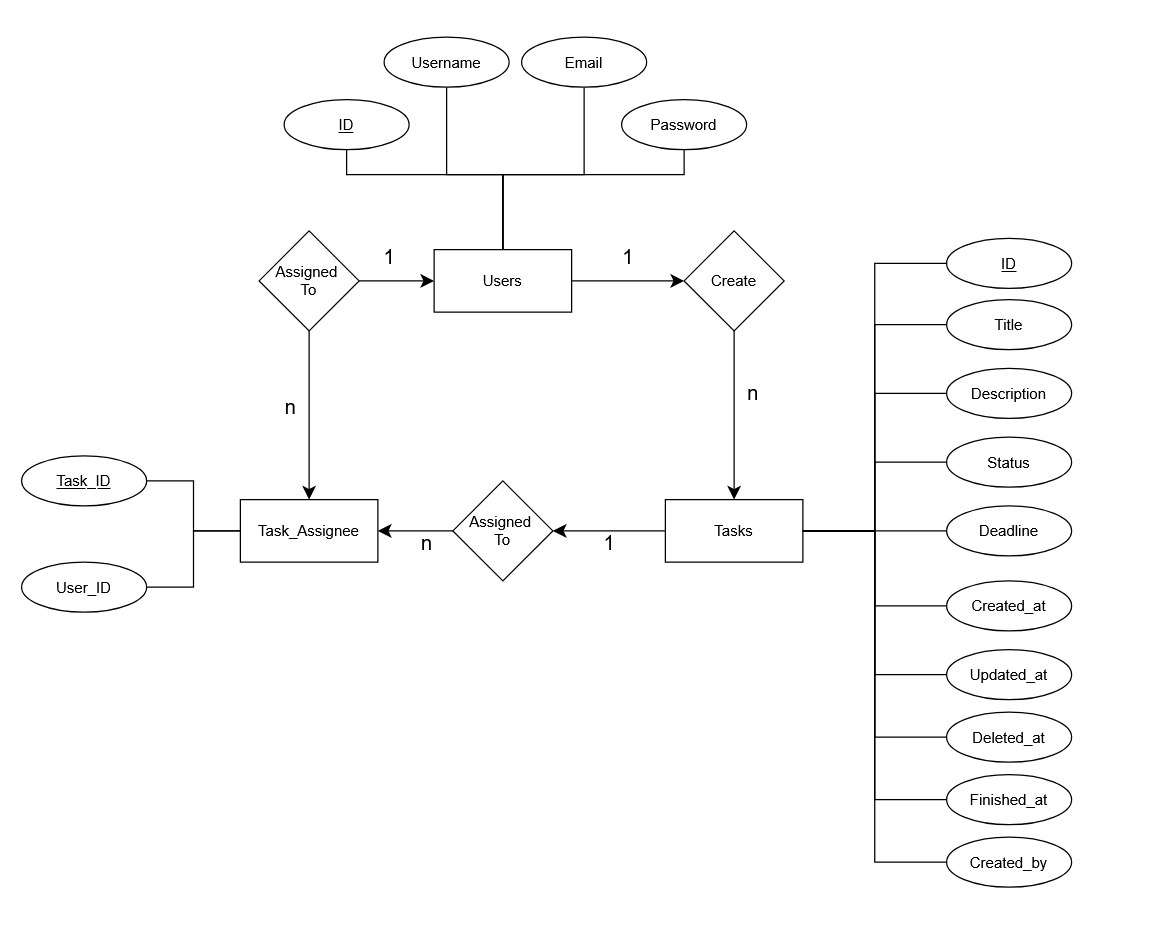 Username
Email
ID
Password
Assigned
To
1
Users
1
Create
ID
Title
Description
Status
Deadline
Created_at
Updated_at
Deleted_at
Finished_at
Created_by
n
n
Task_ID
User_ID
Task_Assignee
n
Assigned
To
1
Tasks